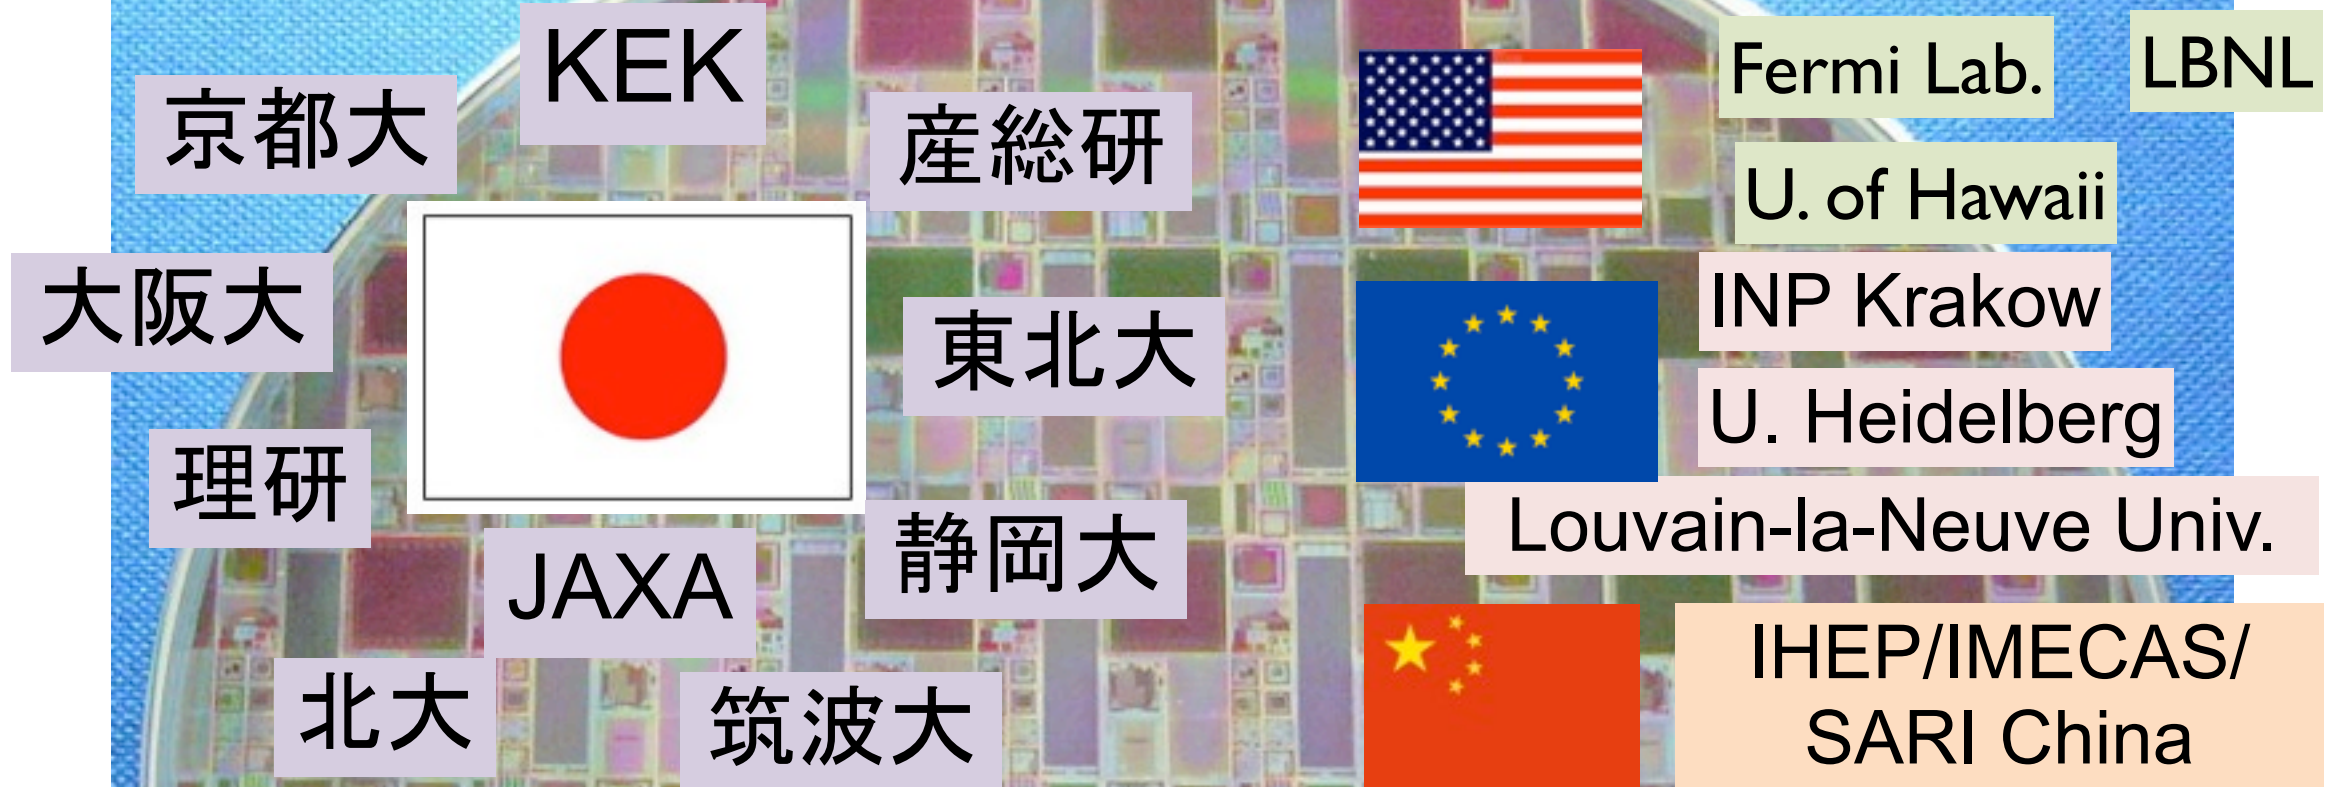 KEK
京都大
産総研
大阪大
東北大
理研
静岡大
JAXA
北大
筑波大
Fermi Lab.
LBNL
U. of Hawaii
INP Krakow
U. Heidelberg
Louvain-la-Neuve Univ.
IHEP/IMECAS/
SARI China